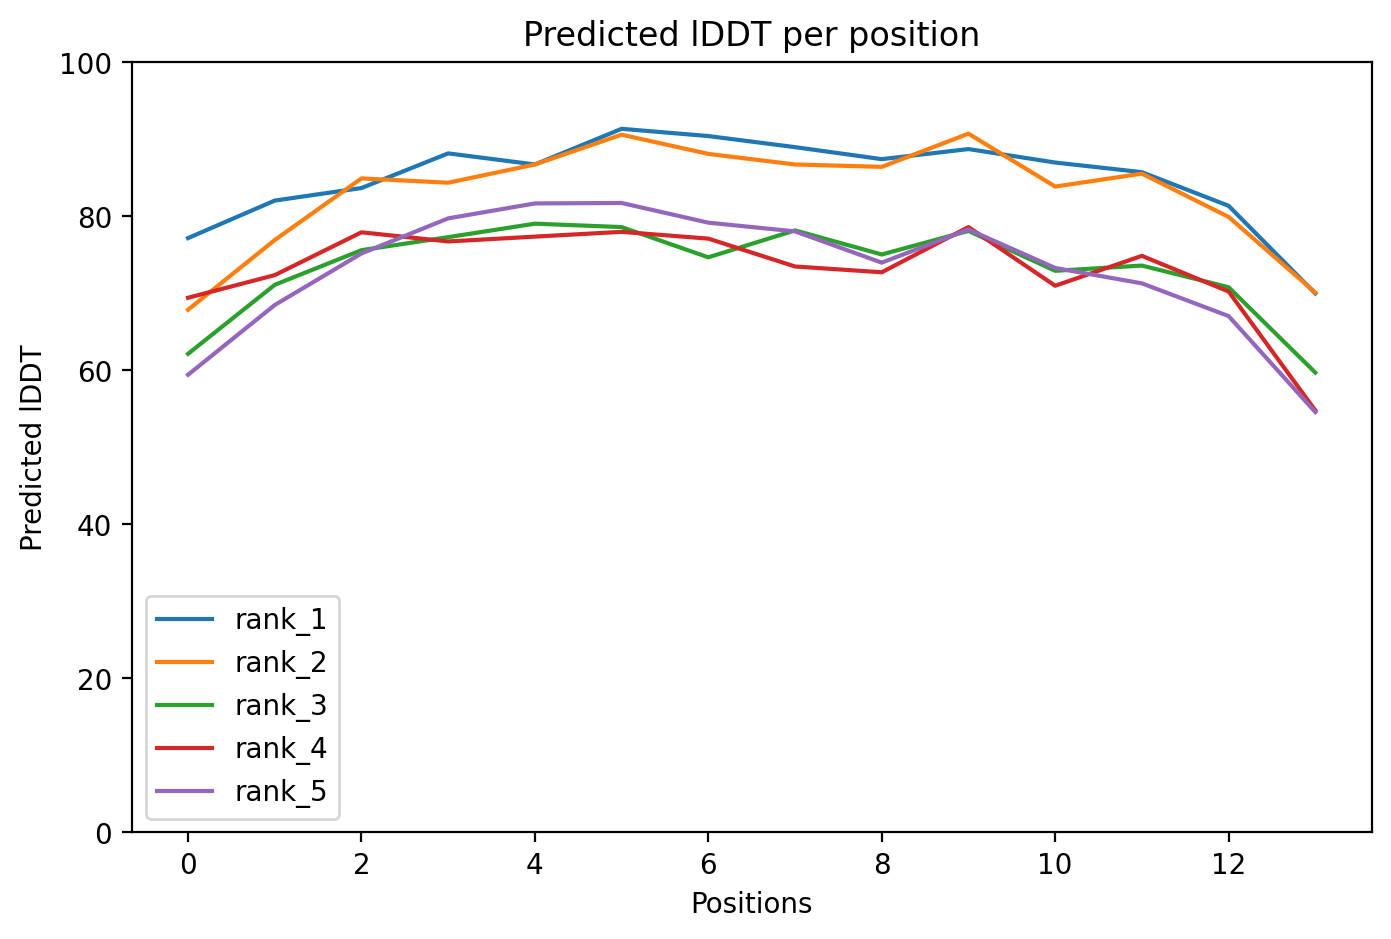 Predicted lDDT per position
100
80
60
40
20
0
Predicted lDDT
rank_1
rank_2
rank_3
rank_4
rank_5
0 2 4 6 8 10 12
Positions